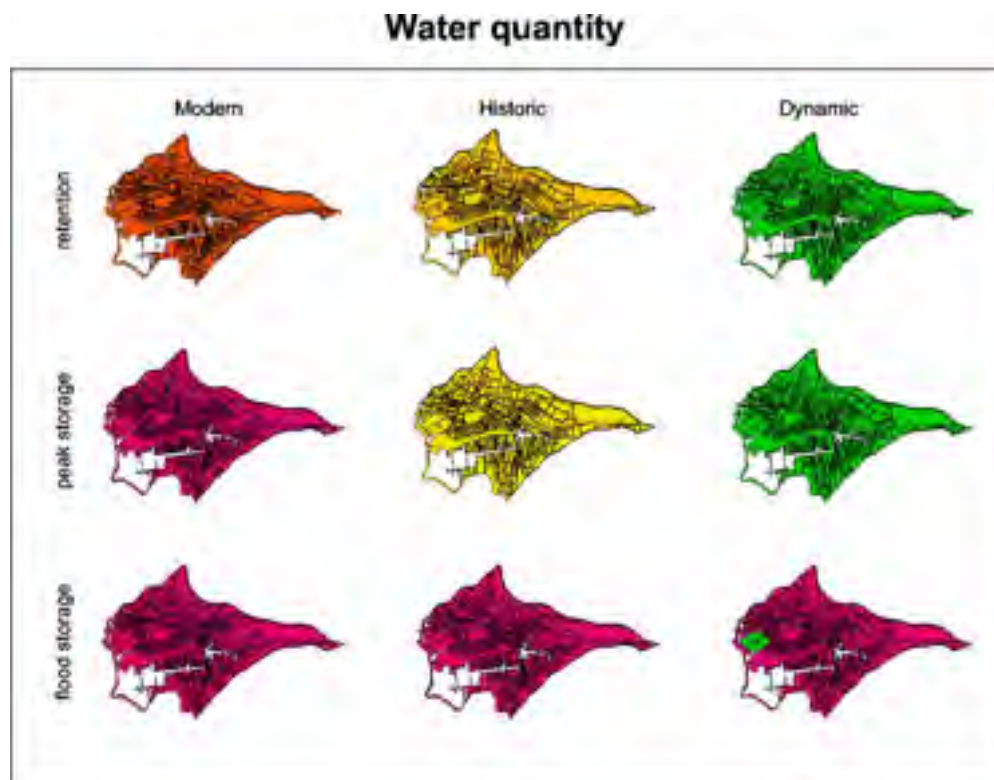 Water quantity
Modern
Historic
Dynamic
retention
peak storage
flood storage